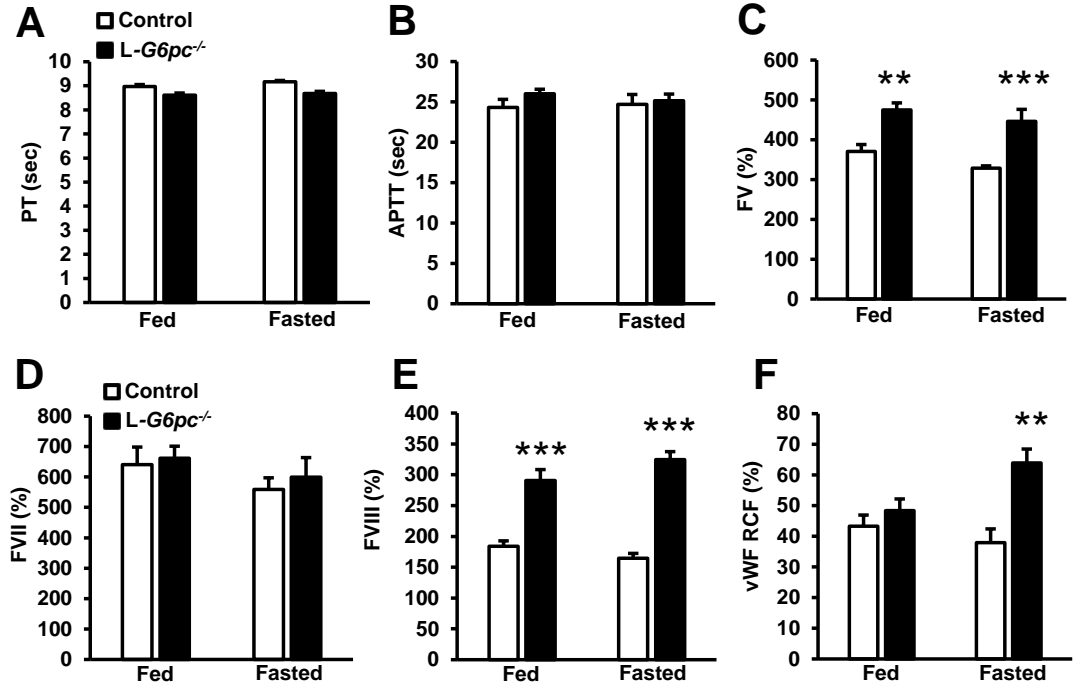 A
Control
L-G6pc-/-
PT (sec)
10
9
8
7
6
5
4
3
2
1
0
Fed
Fasted
B
APTT (sec)
30
25
20
15
10
5
0
Fed
Fasted
C
FV (%)
600
500
400
300
200
100
0
**
***
Fed
Fasted
D
Control
L-G6pc-/-
FVII (%)
800
700
600
500
400
300
200
100
0
Fed
Fasted
E
FVIII (%)
400
350
300
250
200
150
100
50
0
***
***
Fed
Fasted
F
vWF RCF (%)
80
70
60
50
40
30
20
10
0
**
Fed
Fasted